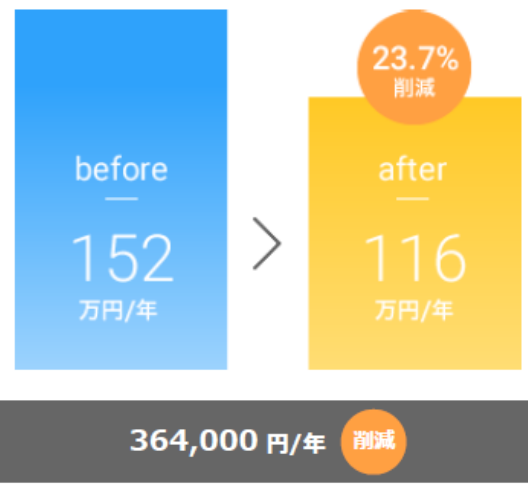 23.7%
削減
before
152
万円/年
after
116
万円/年
364,000 円/年 削減